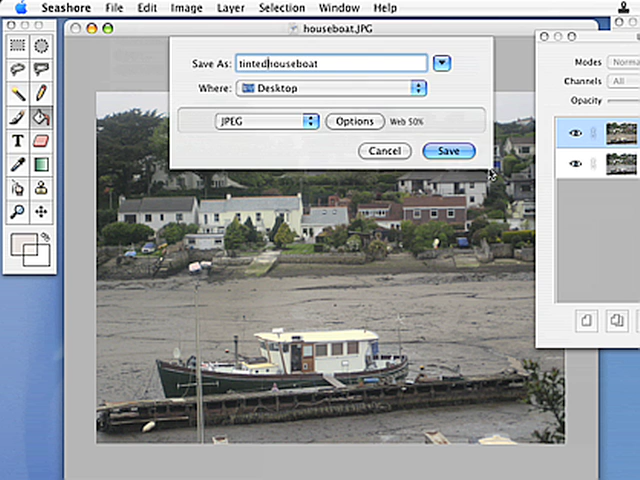 Seashore File Edit Image Layer Selection Window Help
houseboat.JPG
Save As: tintedhouseboat
Where: Desktop
JPEG Options Web 50%
Cancel Save
Modes Norma
Channels All
Opacity
T